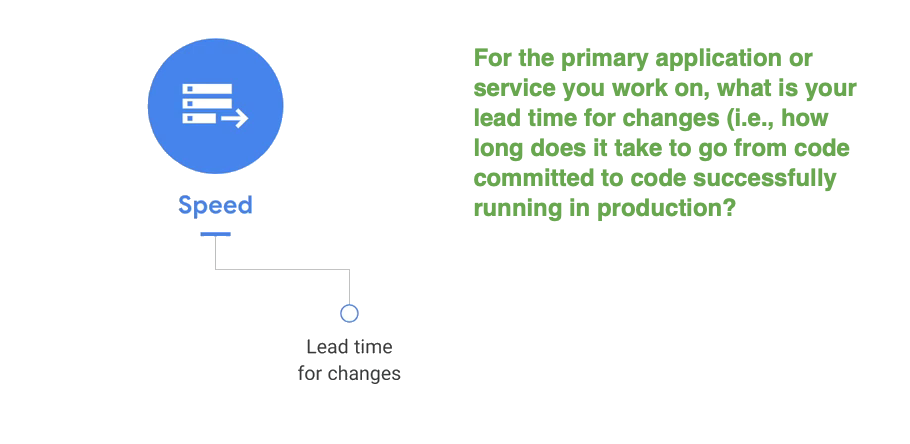 Speed
Lead time
for changes
For the primary application or
service you work on, what is your
lead time for changes (i.e., how
long does it take to go from code
committed to code successfully
running in production?